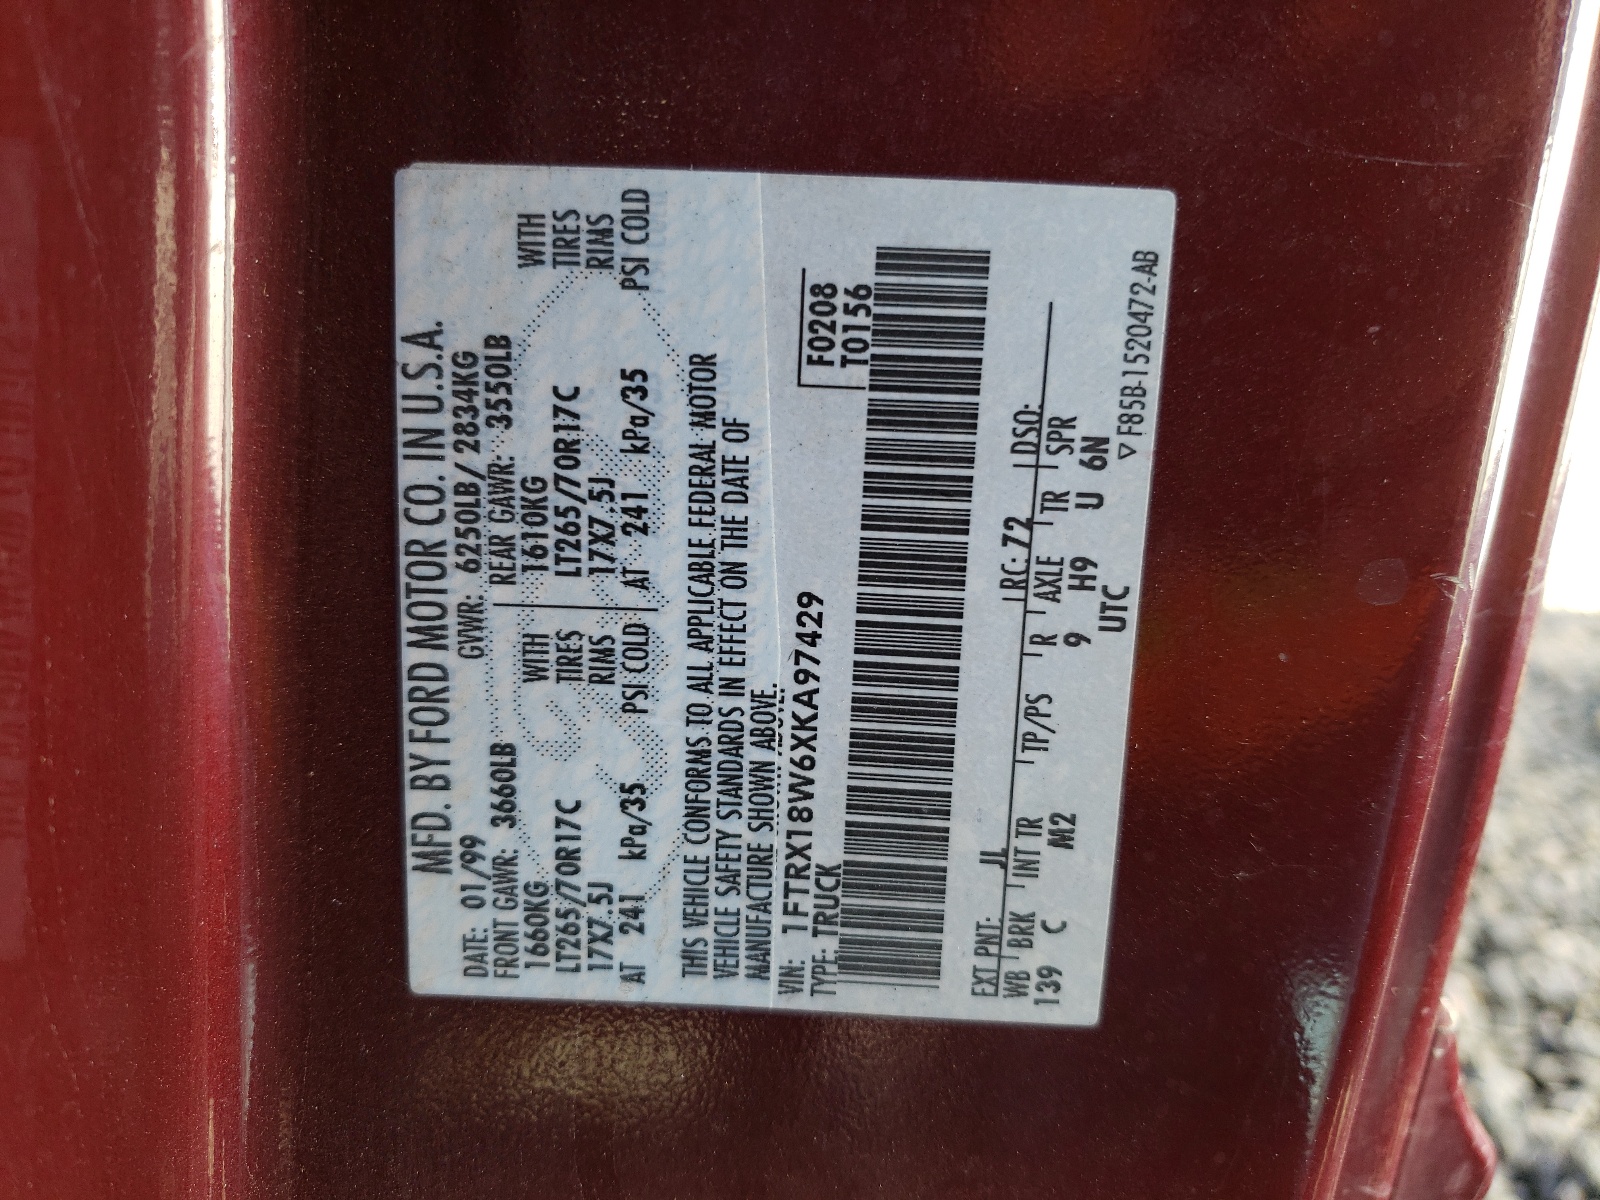 MFD. BY FORD MOTOR CO. IN U.S.A.
DATE: 01/99 GVWR: 6250LB/ 2834KG
FRONT GAWR: 3660LB REAR GAWR: 3550LB
1660KG WITH 1610KG WITH
LT265/70R17C TIRES LT265/70R17C TIRES
17X7.5J RIMS 17X7.5J RIMS
AT 241 kPa/35 PSI COLD AT 241 kPa/35 PSI COLD
THIS VEHICLE CONFORMS TO ALL APPLICABLE FEDERAL MOTOR
VEHICLE SAFETY STANDARDS IN EFFECT ON THE DATE OF
MANUFACTURE SHOWN ABOVE.
VIN: 1FTRX18W6XKA97429 F0208
TYPE: TRUCK T0156
EXT PNT: JL RC: 72 DSO:
WB BRK INT TR TP/PS R AXLE TR SPR
139 C M2 9 H9 U 6N
UTC
▽ F85B-1520472-AB